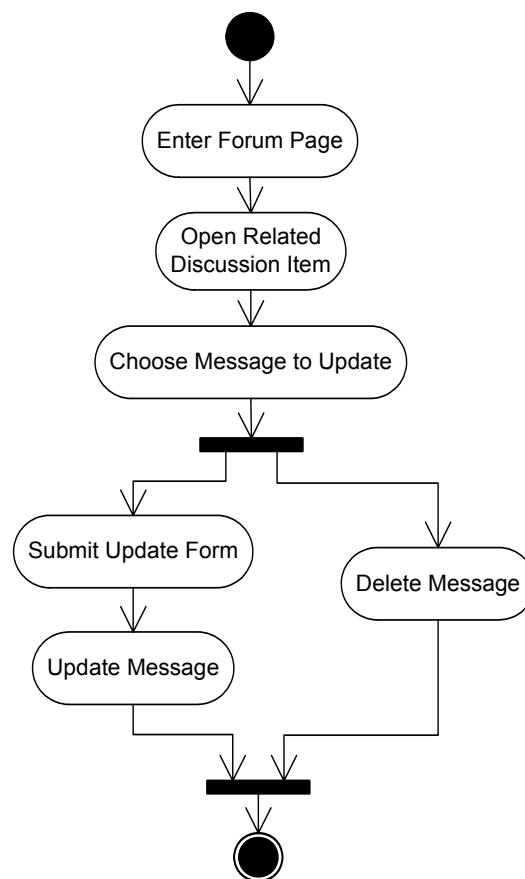 Enter Forum Page
Open Related
Discussion Item
Choose Message to Update
Submit Update Form
Delete Message
Update Message